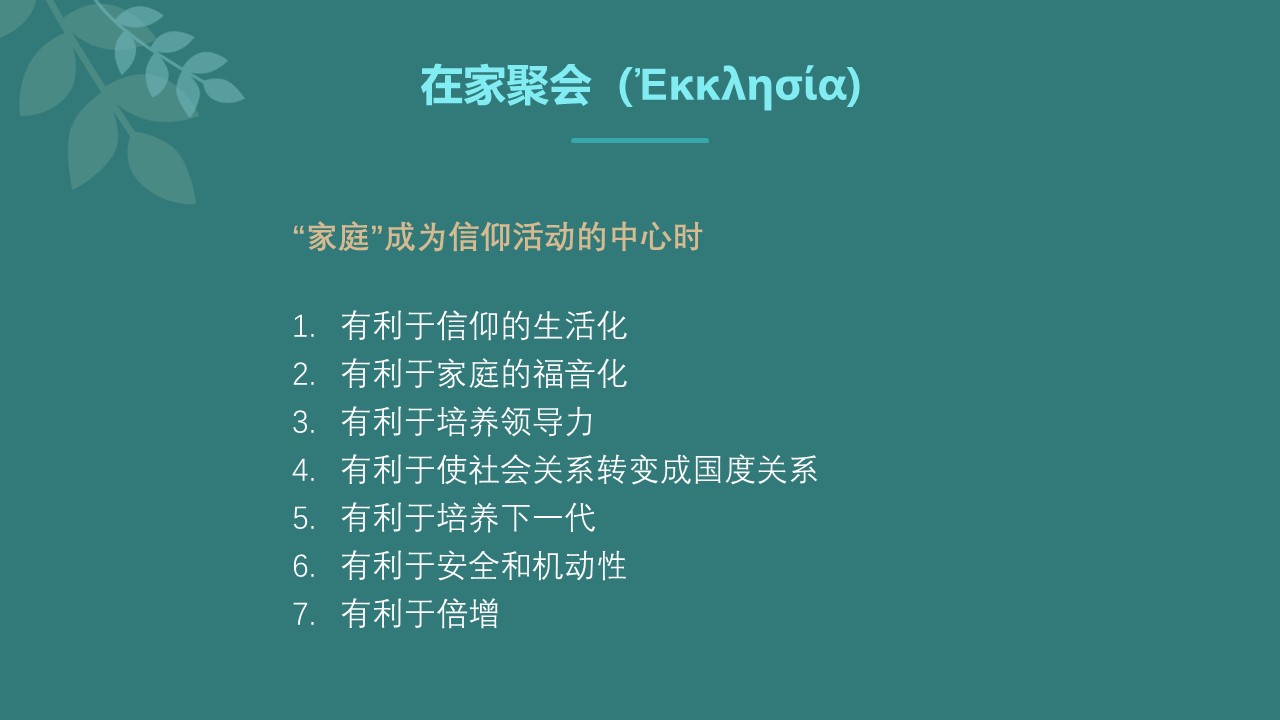 在家聚会 (Ἐκκλησία)
“家庭”成为信仰活动的中心时
1. 有利于信仰的生活化
2. 有利于家庭的福音化
3. 有利于培养领导力
4. 有利于使社会关系转变成国度关系
5. 有利于培养下一代
6. 有利于安全和机动性
7. 有利于倍增